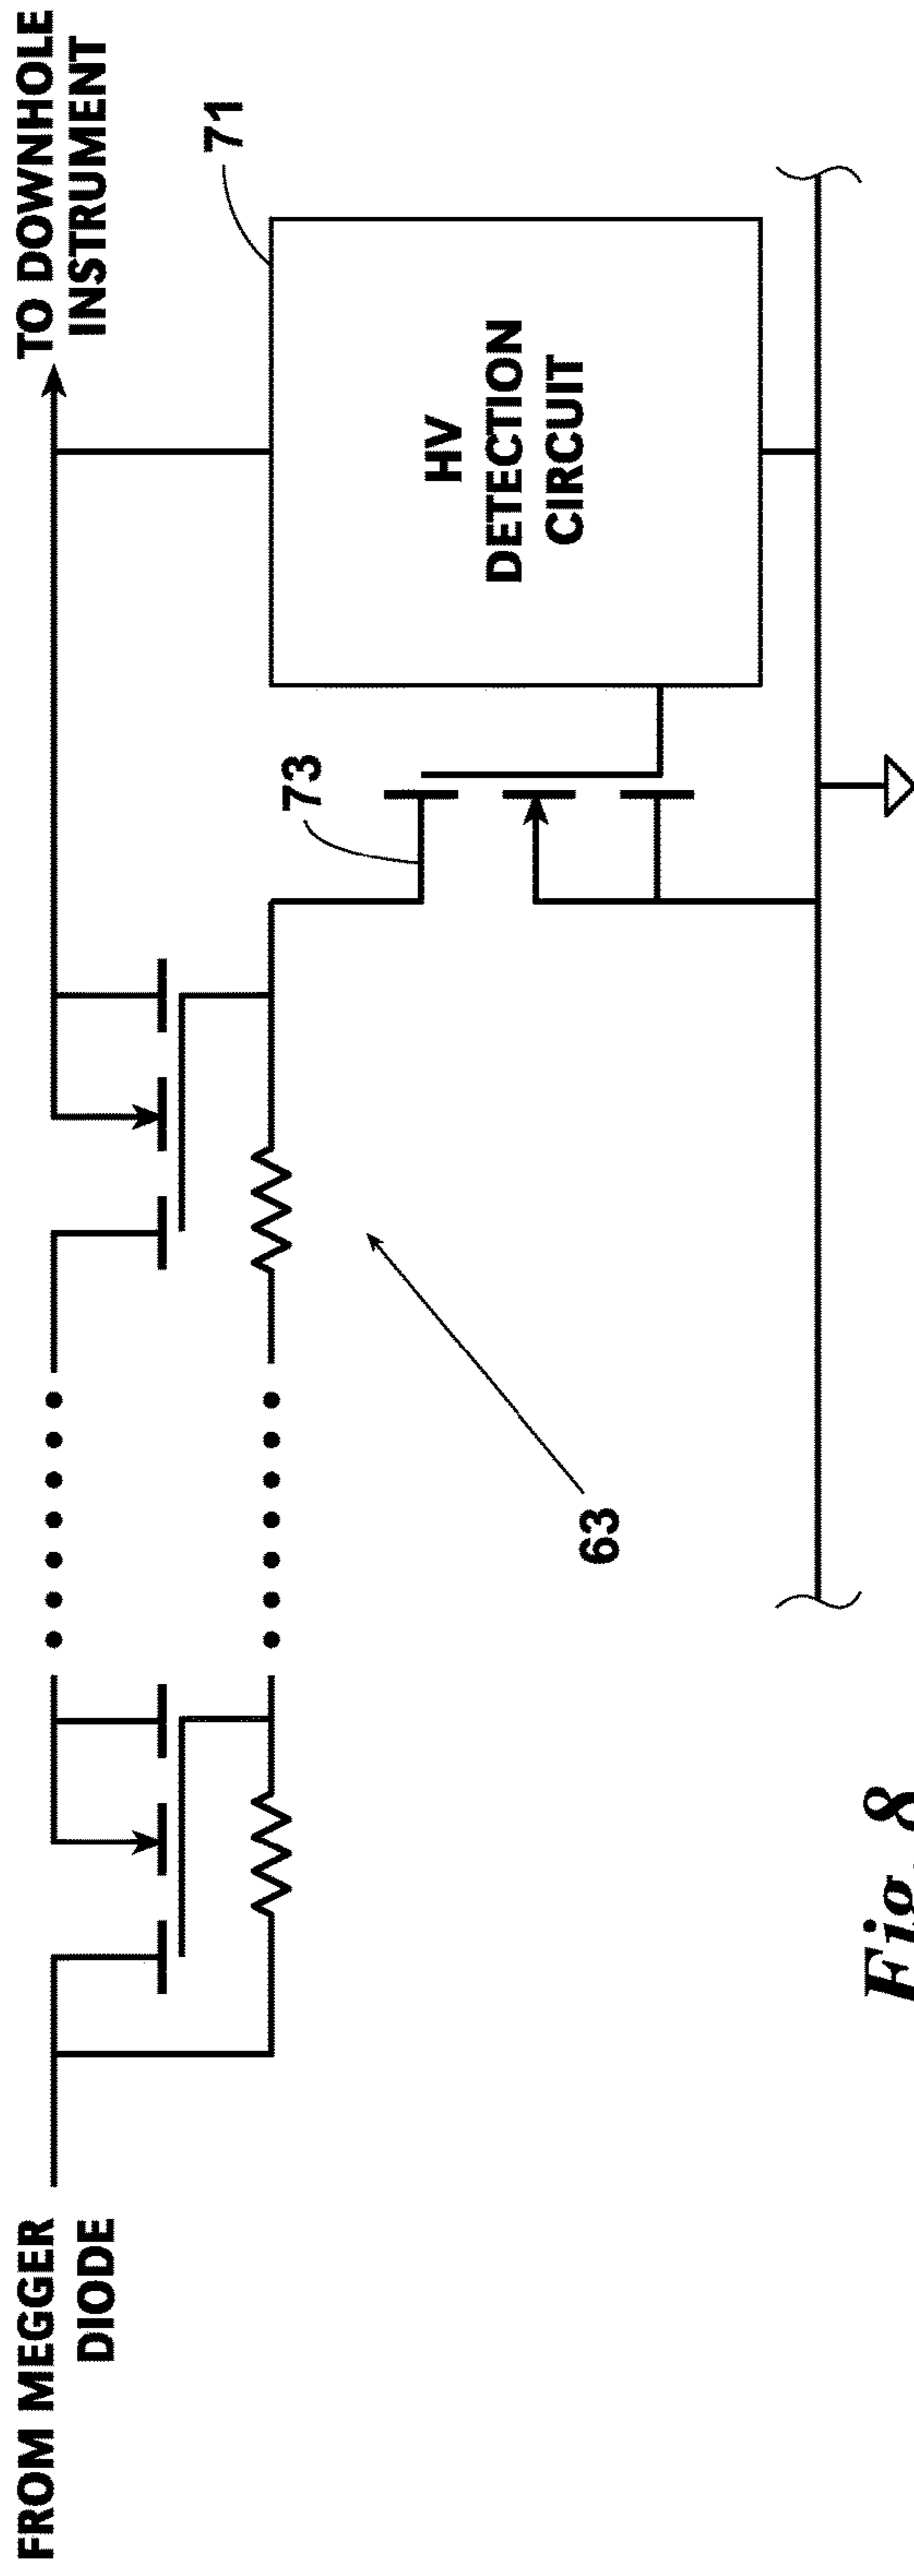 FROM MEGGER
DIODE
TO DOWNHOLE
INSTRUMENT
71
73
HV
DETECTION
CIRCUIT
63
Fig. 8